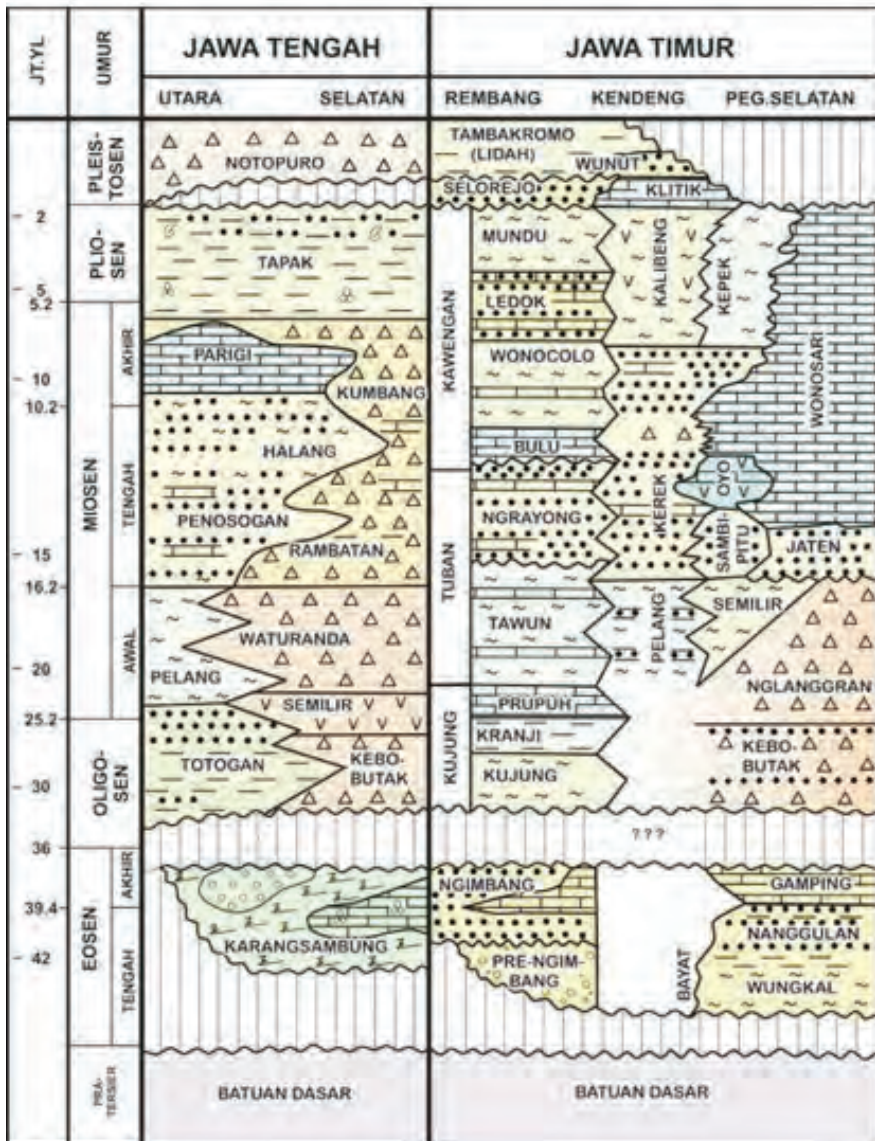 JAWA TENGAH
JAWA TIMUR
JT.YL
UMUR
UTARA
SELATAN
REMBANG
KENDENG
PEG.SELATAN
PLEIS-
TOSEN
NOTOPURO
TAMBAKROMO
(LIDAH)
WUNUT
SELOREJO
KLITIK
2
PLIO-
SEN
TAPAK
MUNDU
KALIBENG
KEPEK
5
5.2
LEDOK
MIOSEN
AKHIR
PARIGI
KUMBANG
KAWENGAN
WONOCOLO
WONOSARI
10
10.2
TENGAH
HALANG
BULU
OYO
PENOSOGAN
NGRAYONG
KEREK
SAMBI-
PITU
JATEN
RAMBATAN
15
16.2
TUBAN
AWAL
WATURANDA
TAWUN
PELANG
SEMILIR
20
PELANG
NGLANGGRAN
SEMILIR
PRUPUH
25.2
OLIGO-
SEN
KUJUNG
KRANJI
TOTOGAN
KEBO-
BUTAK
KEBO-
BUTAK
KUJUNG
30
???
36
EOSEN
AKHIR
NGIMBANG
GAMPING
39.4
TENGAH
KARANGSAMBUNG
NANGGULAN
42
PRE-NGIM-
BANG
BAYAT
WUNGKAL
PRA-
TERSIER
BATUAN DASAR
BATUAN DASAR